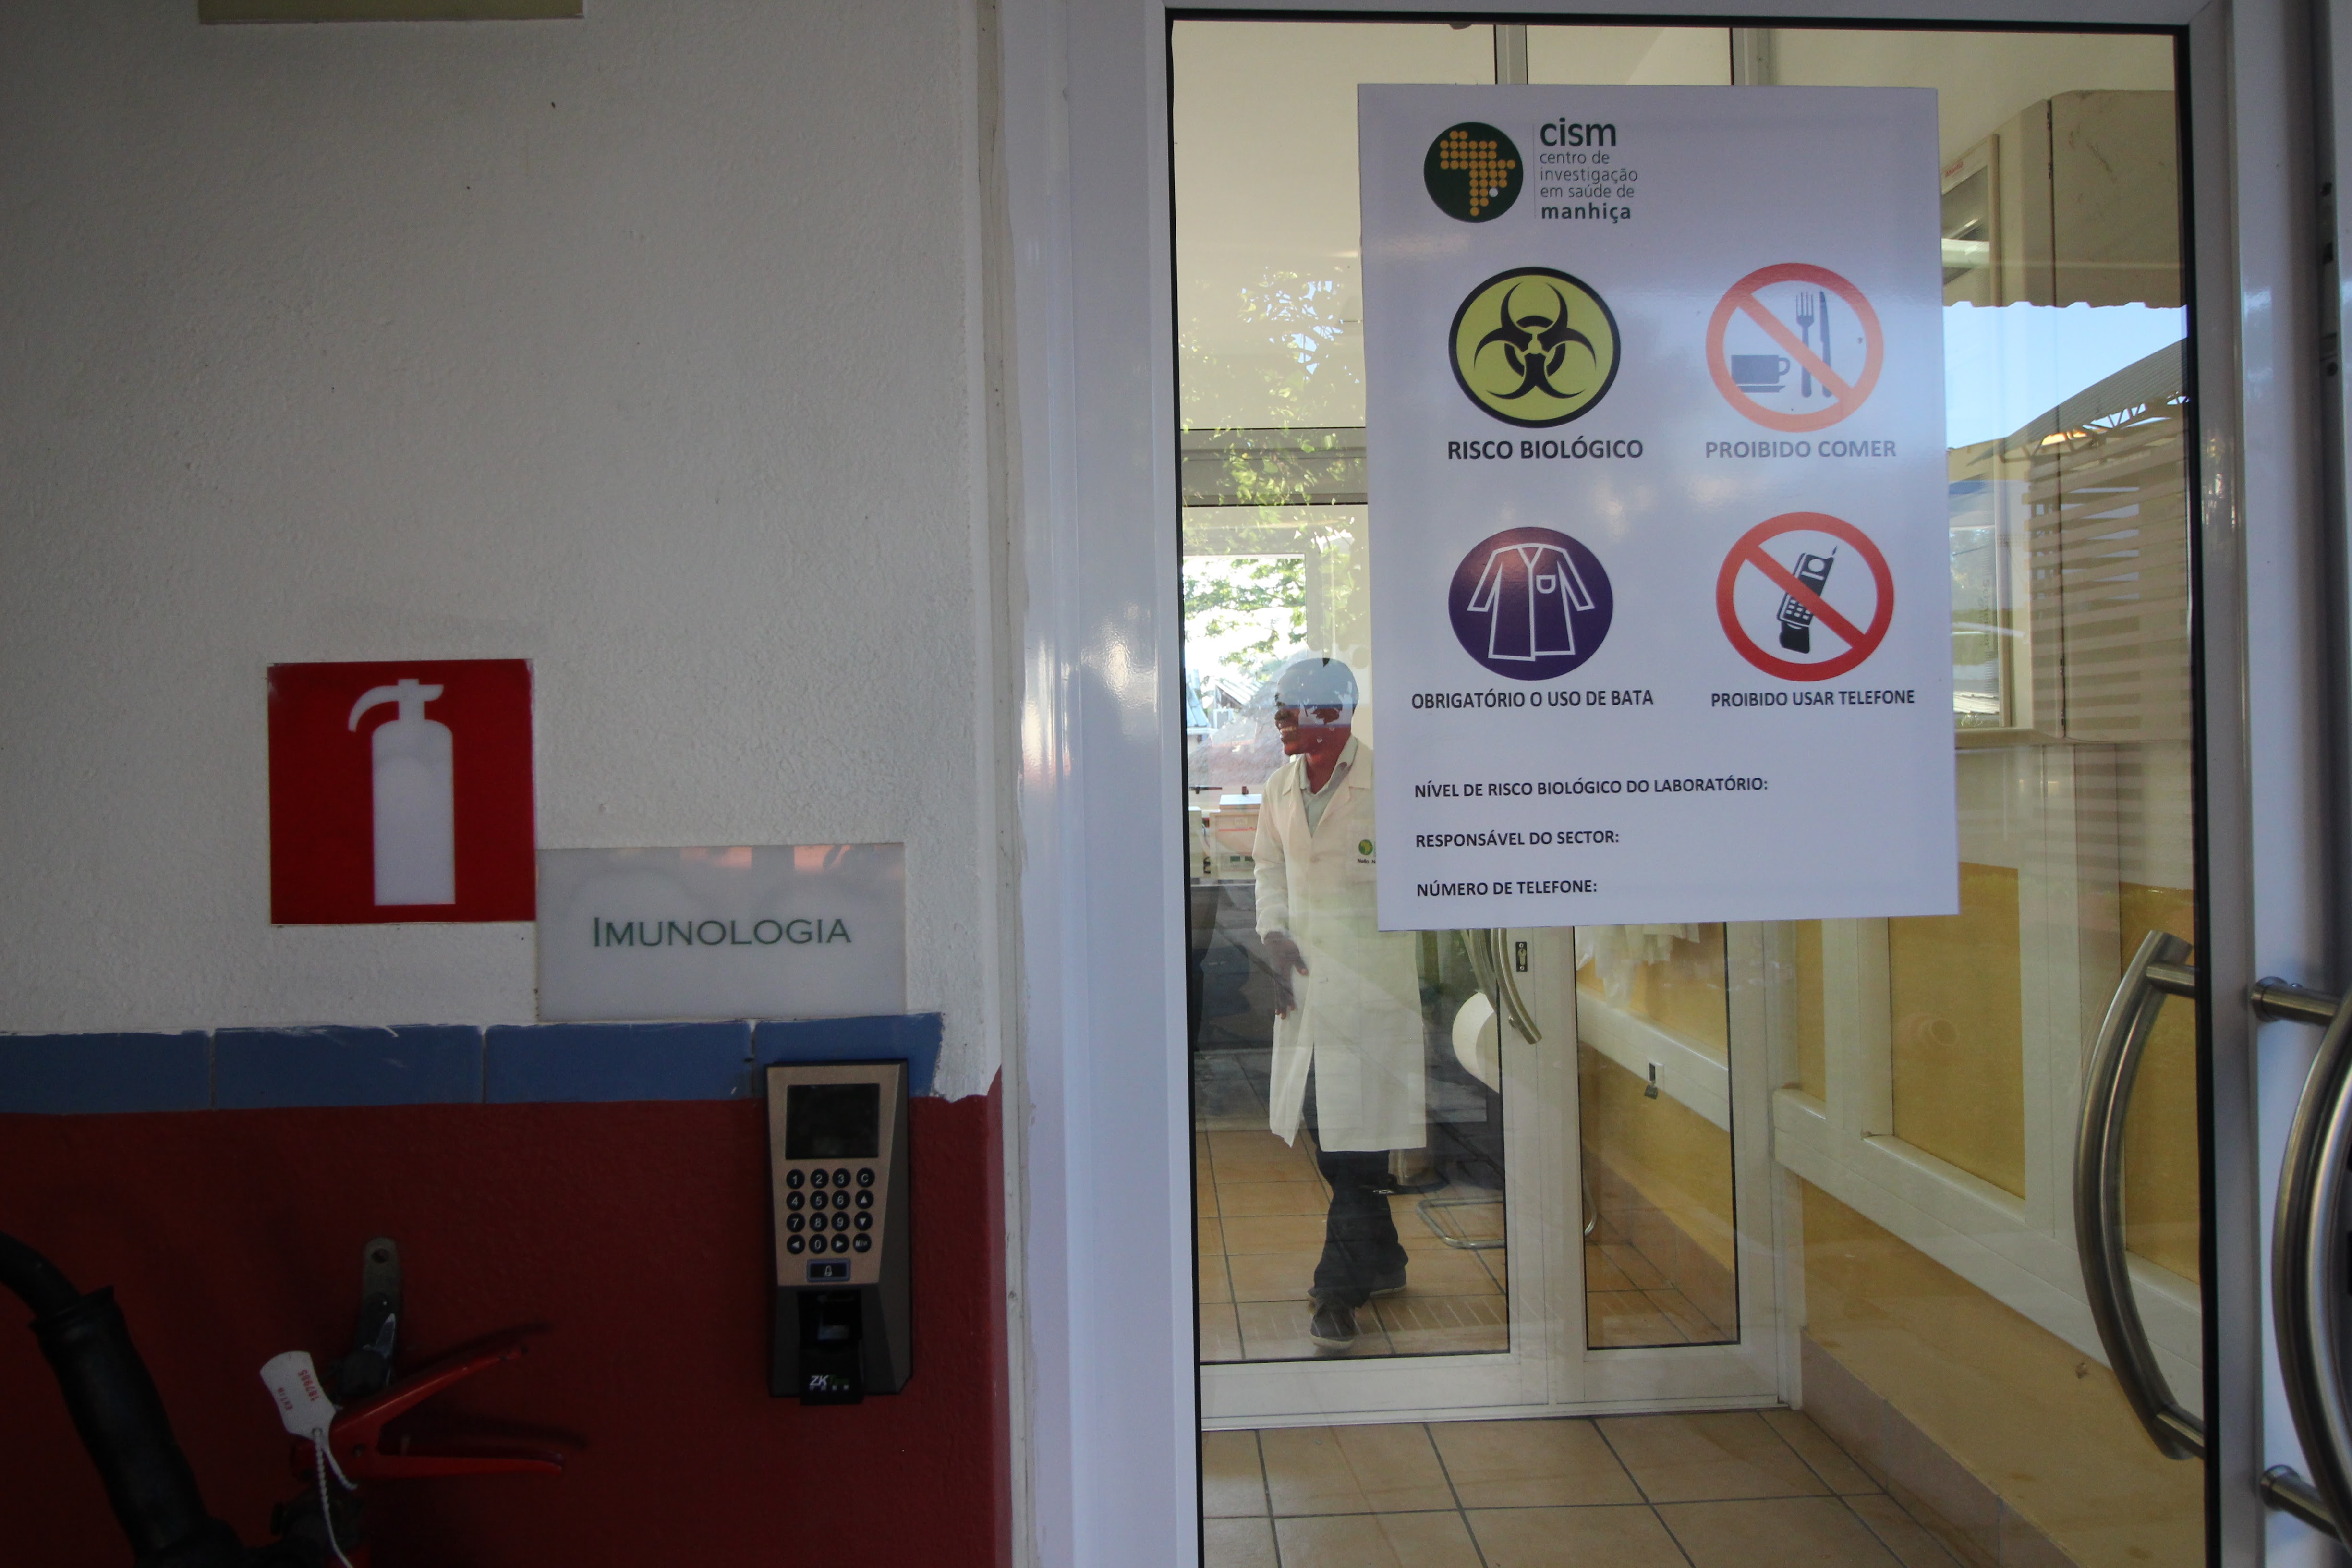 cism
centro de
investigação
em saúde de
manhiça
RISCO BIOLÓGICO
PROIBIDO COMER
OBRIGATÓRIO O USO DE BATA
PROIBIDO USAR TELEFONE
NÍVEL DE RISCO BIOLÓGICO DO LABORATÓRIO:
RESPONSÁVEL DO SECTOR:
NÚMERO DE TELEFONE:
IMUNOLOGIA
1 2 3 C
4 5 6
7 8 9
0
ZK
187985